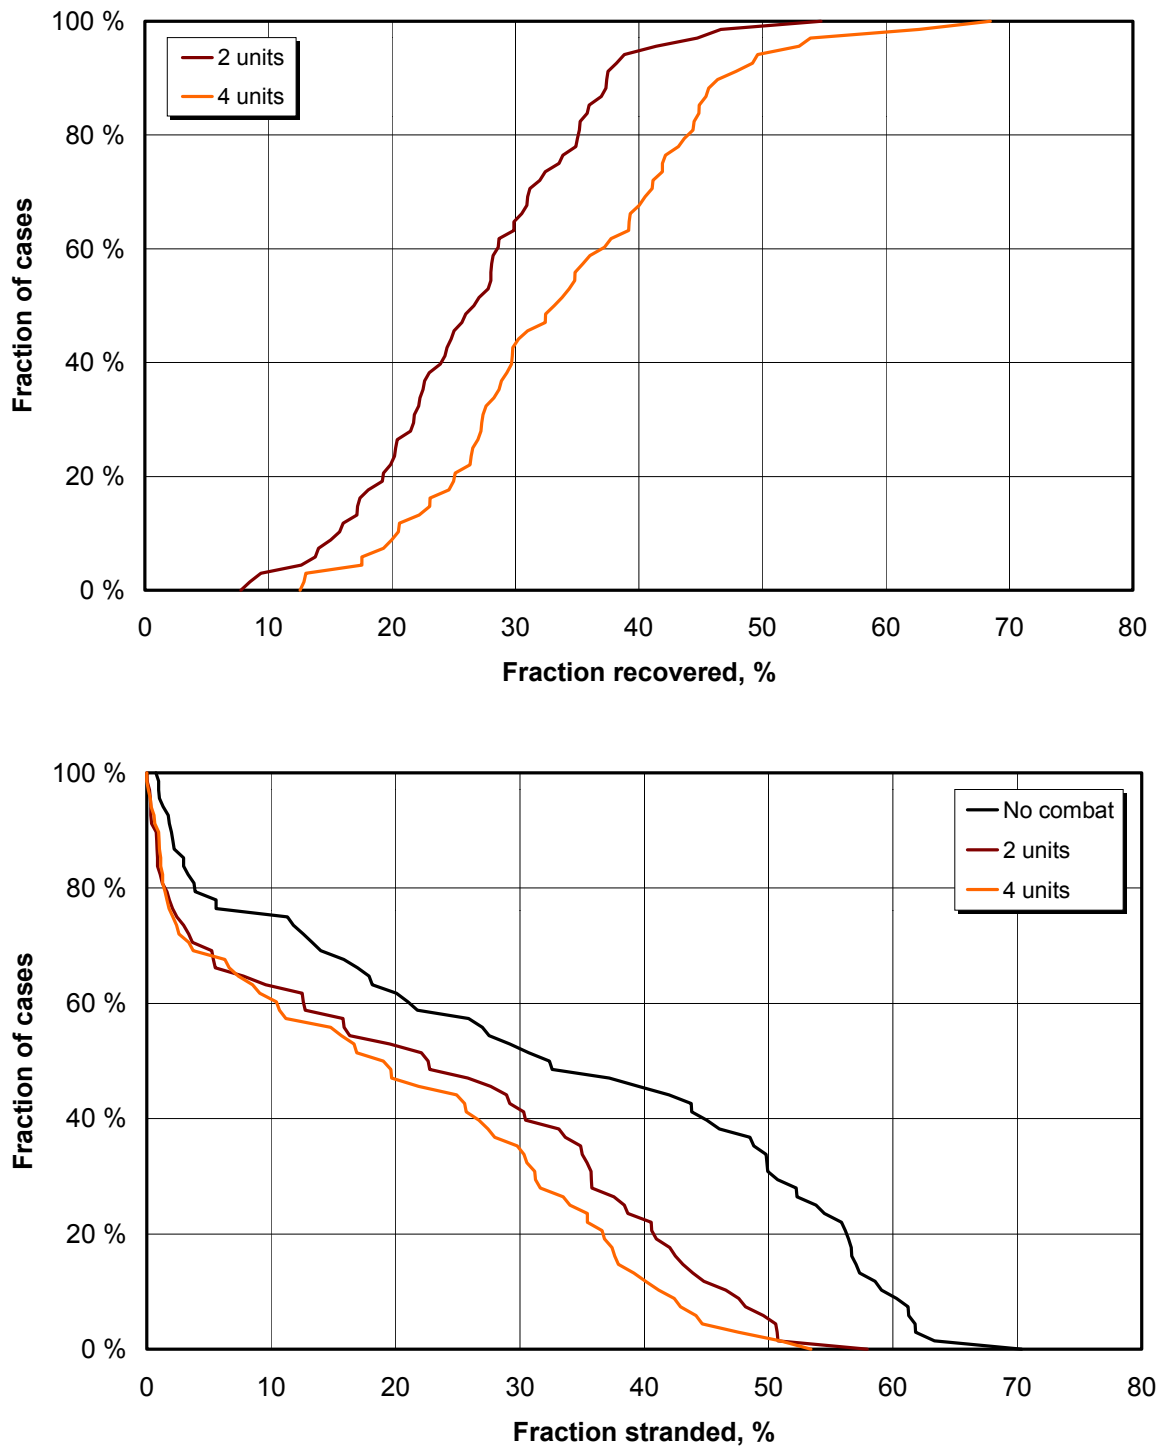 100 %
80 %
60 %
40 %
20 %
0 %
Fraction of cases
2 units
4 units
0 10 20 30 40 50 60 70 80
Fraction recovered, %
100 %
80 %
60 %
40 %
20 %
0 %
Fraction of cases
No combat
2 units
4 units
0 10 20 30 40 50 60 70 80
Fraction stranded, %